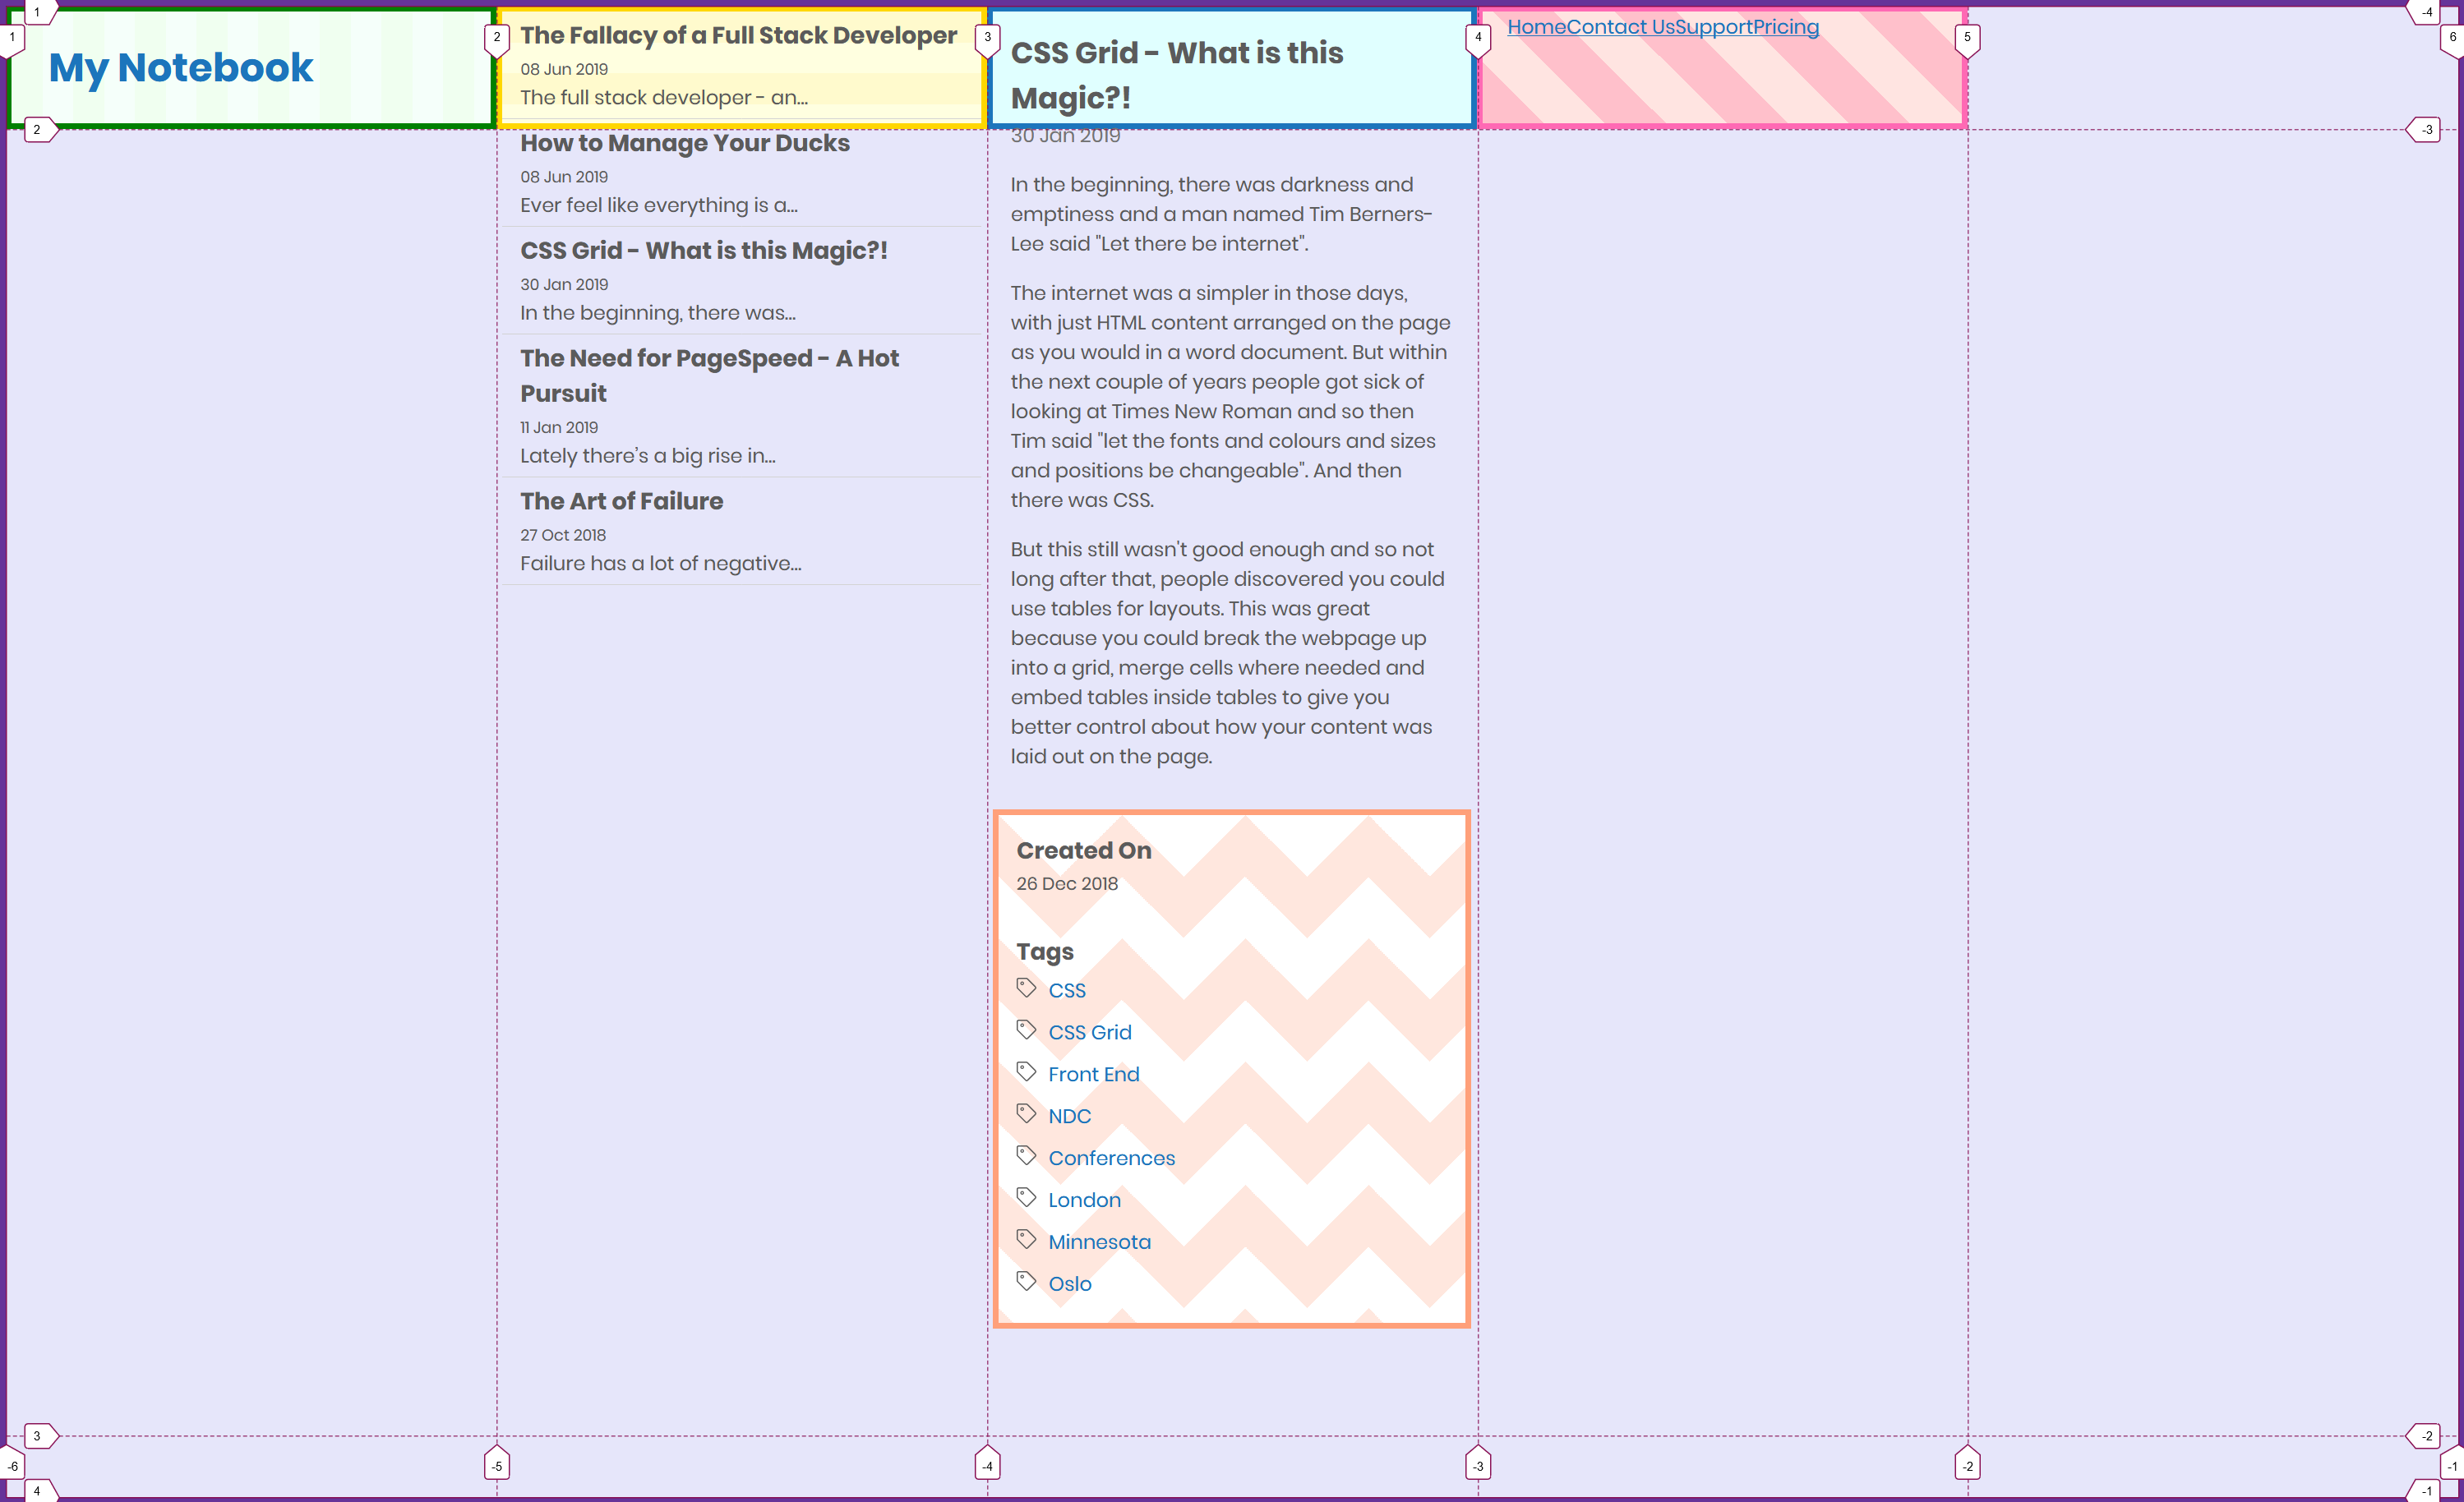 1
-4
1
2
3
4
5
6
My Notebook
The Fallacy of a Full Stack Developer
08 Jun 2019
The full stack developer - an...
CSS Grid - What is this
Magic?!
HomeContact UsSupportPricing
2
-3
How to Manage Your Ducks
08 Jun 2019
Ever feel like everything is a...
CSS Grid - What is this Magic?!
30 Jan 2019
In the beginning, there was...
The Need for PageSpeed - A Hot
Pursuit
11 Jan 2019
Lately there's a big rise in...
The Art of Failure
27 Oct 2018
Failure has a lot of negative...
30 Jan 2019
In the beginning, there was darkness and
emptiness and a man named Tim Berners-
Lee said "Let there be internet".
The internet was a simpler in those days,
with just HTML content arranged on the page
as you would in a word document. But within
the next couple of years people got sick of
looking at Times New Roman and so then
Tim said "let the fonts and colours and sizes
and positions be changeable". And then
there was CSS.
But this still wasn't good enough and so not
long after that, people discovered you could
use tables for layouts. This was great
because you could break the webpage up
into a grid, merge cells where needed and
embed tables inside tables to give you
better control about how your content was
laid out on the page.
Created On
26 Dec 2018
Tags
CSS
CSS Grid
Front End
NDC
Conferences
London
Minnesota
Oslo
3
-2
-6
-5
-4
-3
-2
-1
4
-1